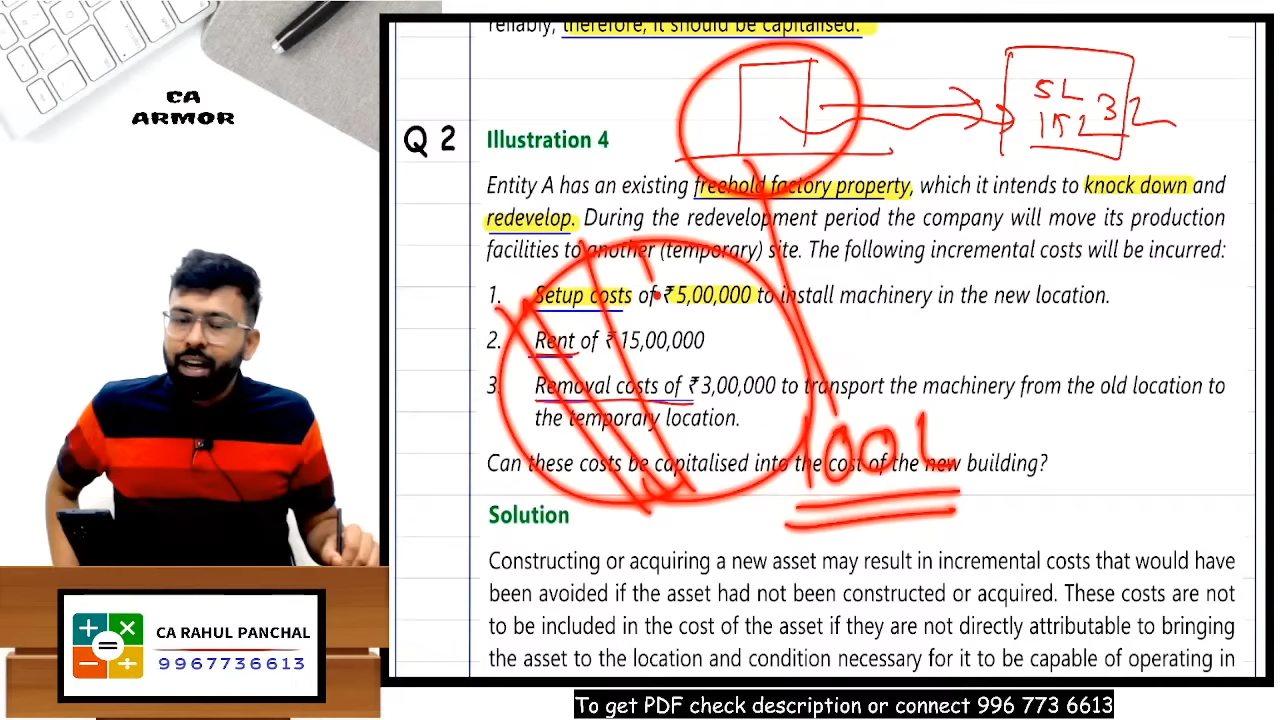 CA
ARMOR
reliably, therefore, it should be capitalised.
5L
15L
3L
Q 2
Illustration 4
Entity A has an existing freehold factory property, which it intends to knock down and
redevelop. During the redevelopment period the company will move its production
facilities to another (temporary) site. The following incremental costs will be incurred:
1. Setup costs of ₹5,00,000 to install machinery in the new location.
2. Rent of ₹15,00,000
3. Removal costs of ₹3,00,000 to transport the machinery from the old location to
the temporary location.
100L
Can these costs be capitalised into the cost of the new building?
Solution
Constructing or acquiring a new asset may result in incremental costs that would have
been avoided if the asset had not been constructed or acquired. These costs are not
to be included in the cost of the asset if they are not directly attributable to bringing
the asset to the location and condition necessary for it to be capable of operating in
CA RAHUL PANCHAL
9967736613
To get PDF check description or connect 996 773 6613